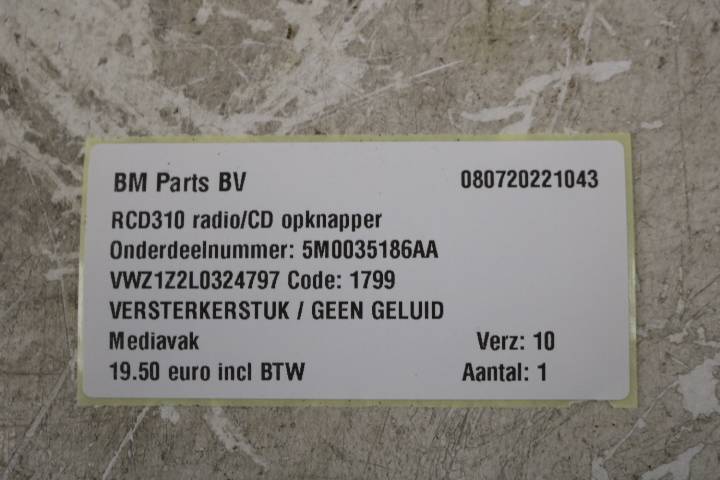 BM Parts BV 080720221043
RCD310 radio/CD opknapper
Onderdeelnummer: 5M0035186AA
VWZ1Z2L0324797 Code: 1799
VERSTERKERSTUK / GEEN GELUID
Mediavak Verz: 10
19.50 euro incl BTW Aantal: 1